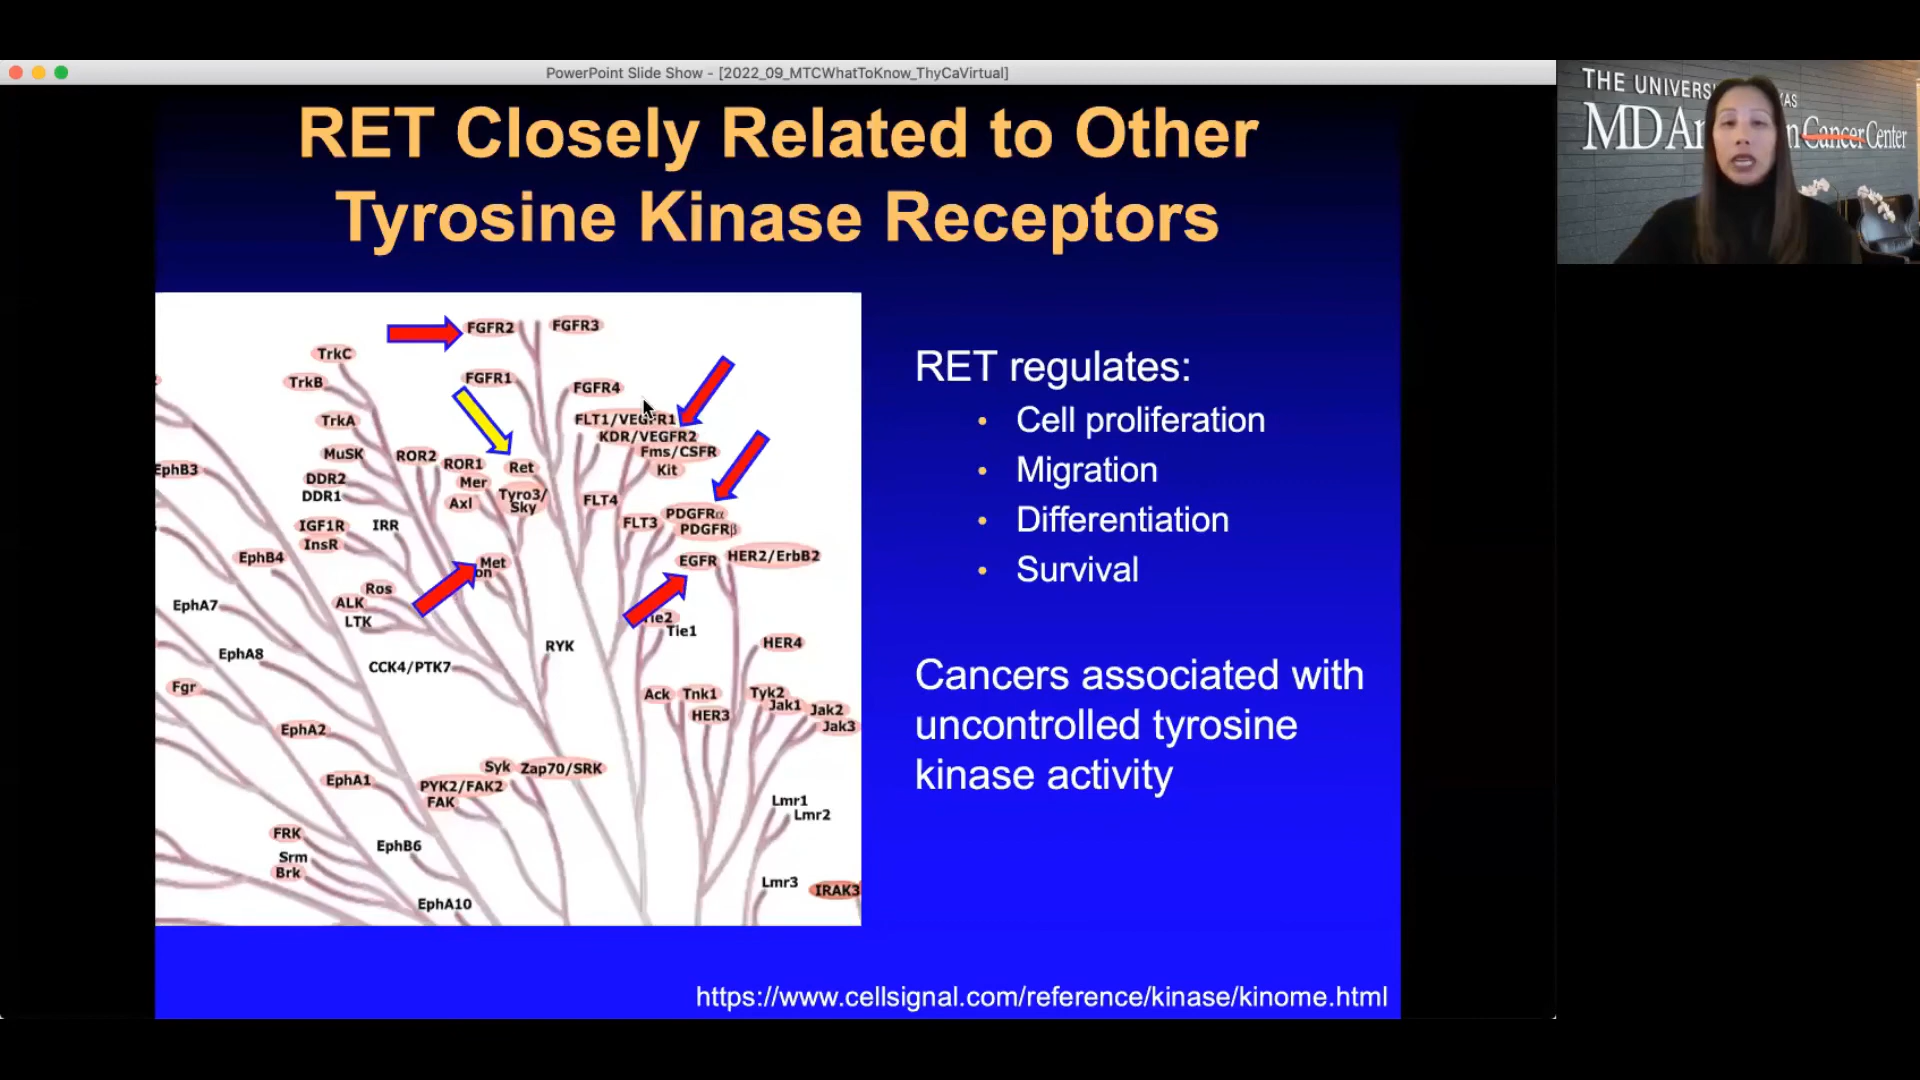 PowerPoint Slide Show - [2022_09_MTCWhatToKnow_ThyCaVirtual]
THE UNIVERS AS
MD An n Cancer Center
RET Closely Related to Other
Tyrosine Kinase Receptors
FGFR2
FGFR3
TrkC
TrkB
FGFR1
FGFR4
TrkA
FLT1/VEGFR1
KDR/VEGFR2
MuSK
ROR2
ROR1
Ret
Fms/CSFR
Kit
EphB3
DDR2
DDR1
Mer
Axl
Tyro3/
Sky
FLT4
PDGFRα
PDGFRβ
FLT3
IGF1R
IRR
InsR
EphB4
Met
on
EGFR
HER2/ErbB2
Ros
ALK
LTK
EphA7
Tie2
Tie1
RYK
HER4
EphA8
CCK4/PTK7
Fgr
Ack
Tnk1
HER3
Tyk2
Jak1
Jak2
Jak3
EphA2
Syk
Zap70/SRK
EphA1
PYK2/FAK2
FAK
Lmr1
Lmr2
FRK
Srm
Brk
EphB6
Lmr3
IRAK3
EphA10
RET regulates:
• Cell proliferation
• Migration
• Differentiation
• Survival
Cancers associated with
uncontrolled tyrosine
kinase activity
https://www.cellsignal.com/reference/kinase/kinome.html